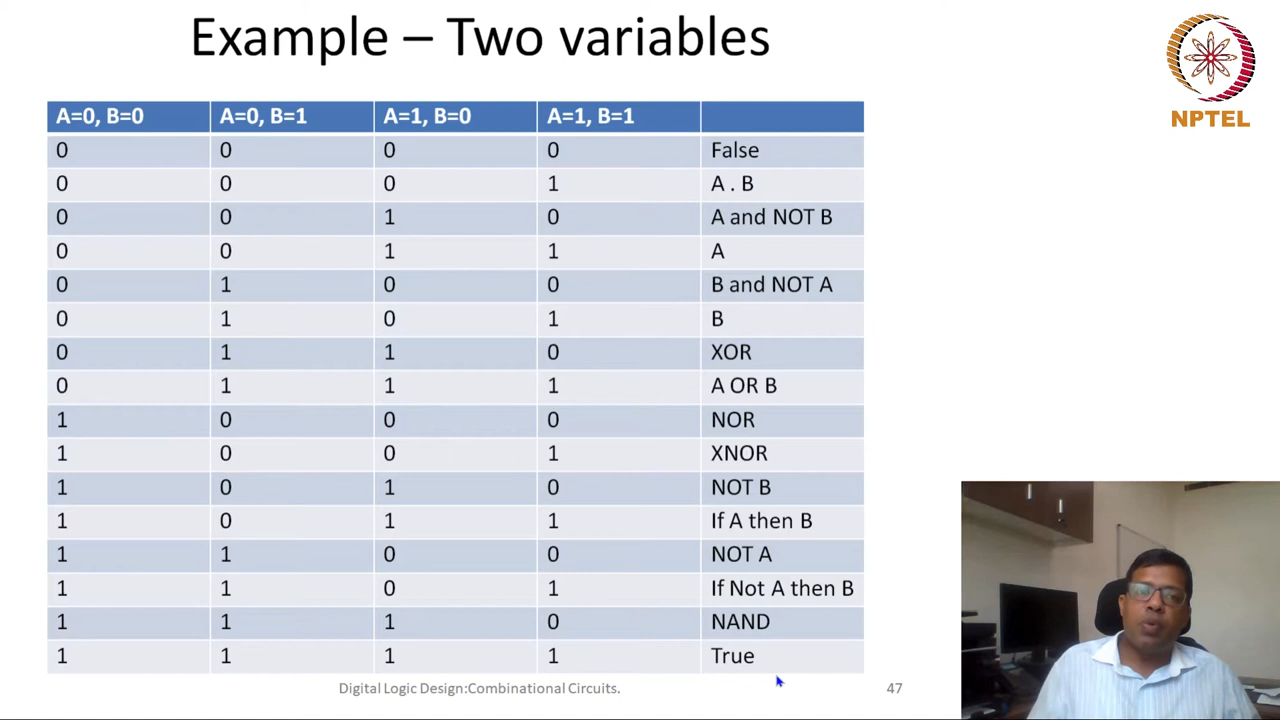 Example – Two variables
NPTEL
A=0, B=0 A=0, B=1 A=1, B=0 A=1, B=1
0 0 0 0 False
0 0 0 1 A . B
0 0 1 0 A and NOT B
0 0 1 1 A
0 1 0 0 B and NOT A
0 1 0 1 B
0 1 1 0 XOR
0 1 1 1 A OR B
1 0 0 0 NOR
1 0 0 1 XNOR
1 0 1 0 NOT B
1 0 1 1 If A then B
1 1 0 0 NOT A
1 1 0 1 If Not A then B
1 1 1 0 NAND
1 1 1 1 True
Digital Logic Design:Combinational Circuits. 47